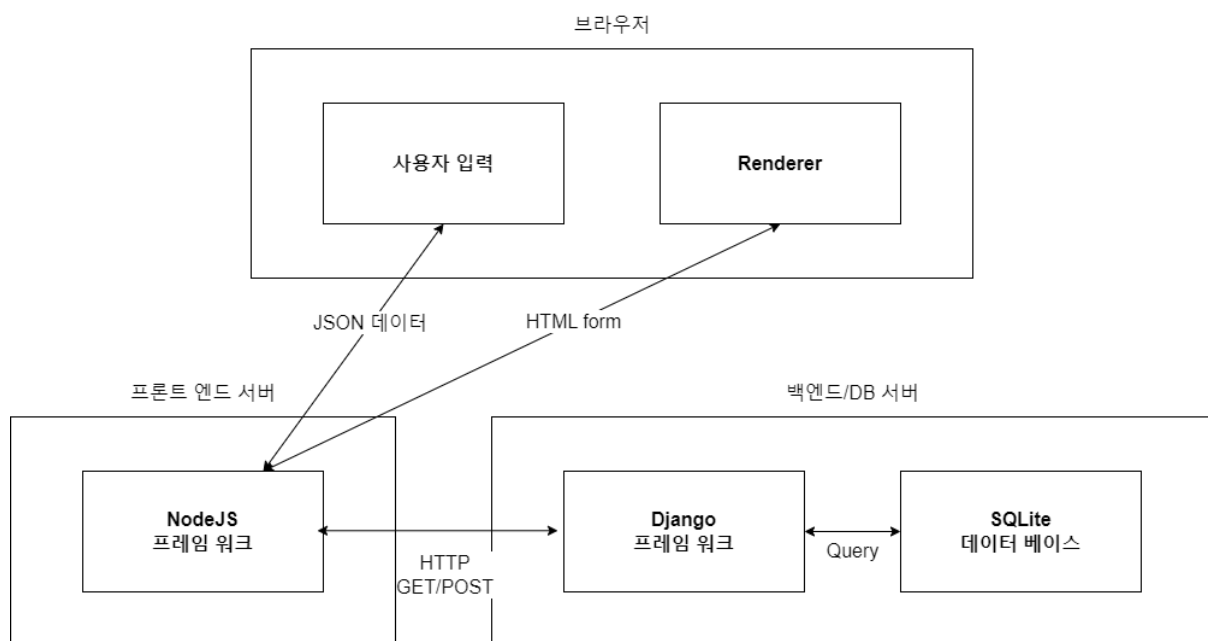 브라우저
사용자 입력
Renderer
JSON 데이터
HTML form
프론트 엔드 서버
백엔드/DB 서버
NodeJS
프레임 워크
HTTP
GET/POST
Django
프레임 워크
Query
SQLite
데이터 베이스